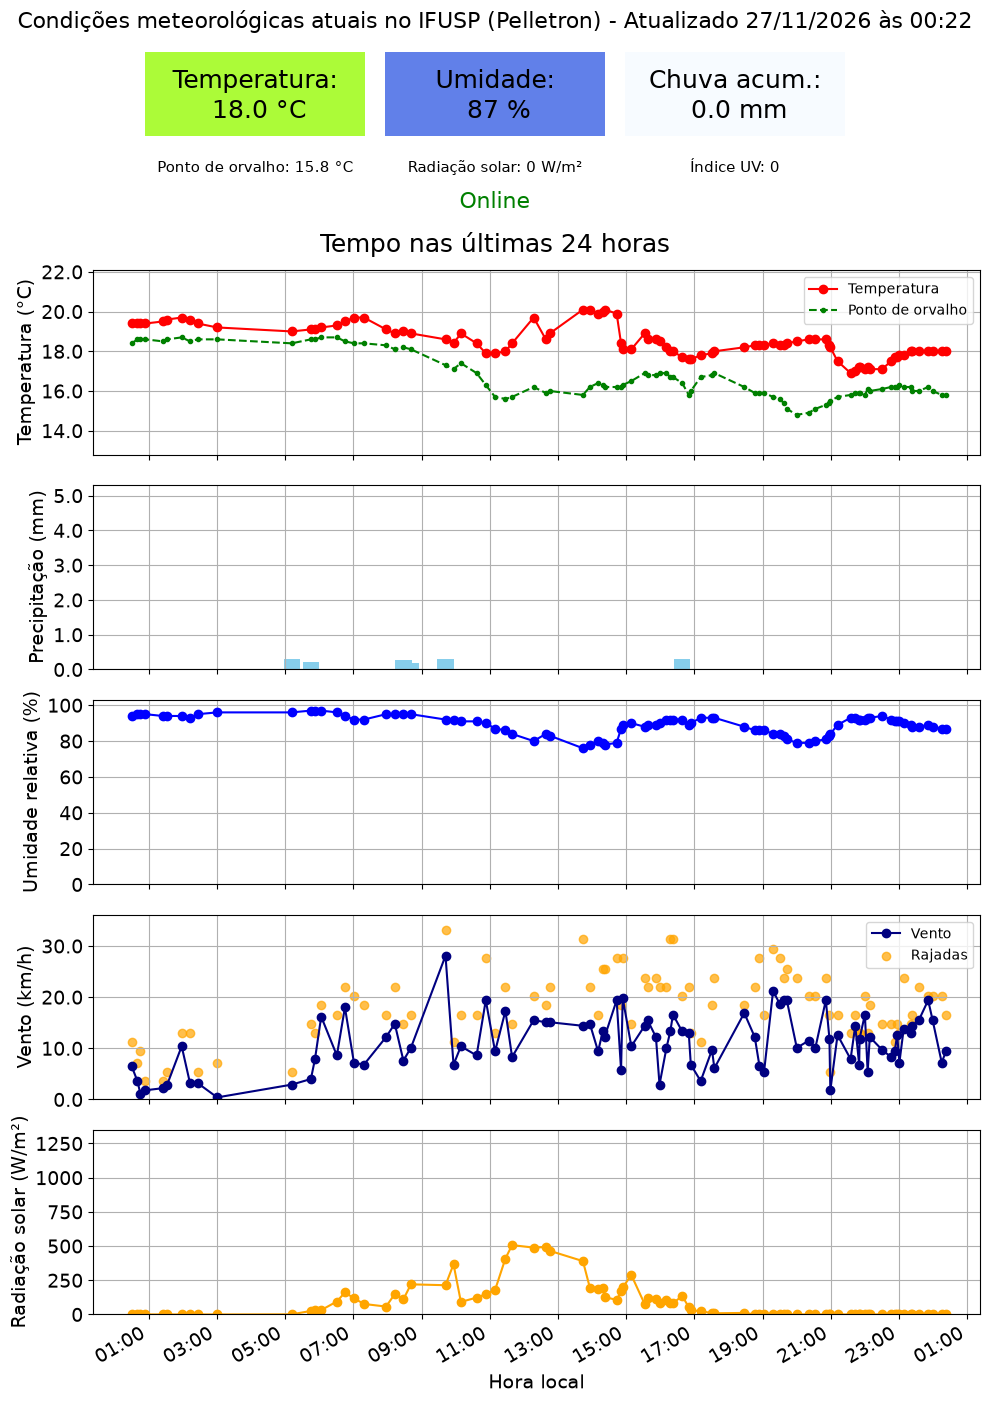 Condições meteorológicas atuais no IFUSP (Pelletron) - Atualizado 27/11/2026 às 00:22
Temperatura:
18.0 °C
Umidade:
87 %
Chuva acum.:
0.0 mm
Ponto de orvalho: 15.8 °C
Radiação solar: 0 W/m²
Índice UV: 0
Online
Tempo nas últimas 24 horas
Temperatura (°C)
22.0
20.0
18.0
16.0
14.0
Temperatura
Ponto de orvalho
Precipitação (mm)
5.0
4.0
3.0
2.0
1.0
0.0
Umidade relativa (%)
100
80
60
40
20
0
Vento (km/h)
30.0
20.0
10.0
0.0
Vento
Rajadas
Radiação solar (W/m²)
1250
1000
750
500
250
0
01:00
03:00
05:00
07:00
09:00
11:00
13:00
15:00
17:00
19:00
21:00
23:00
01:00
Hora local